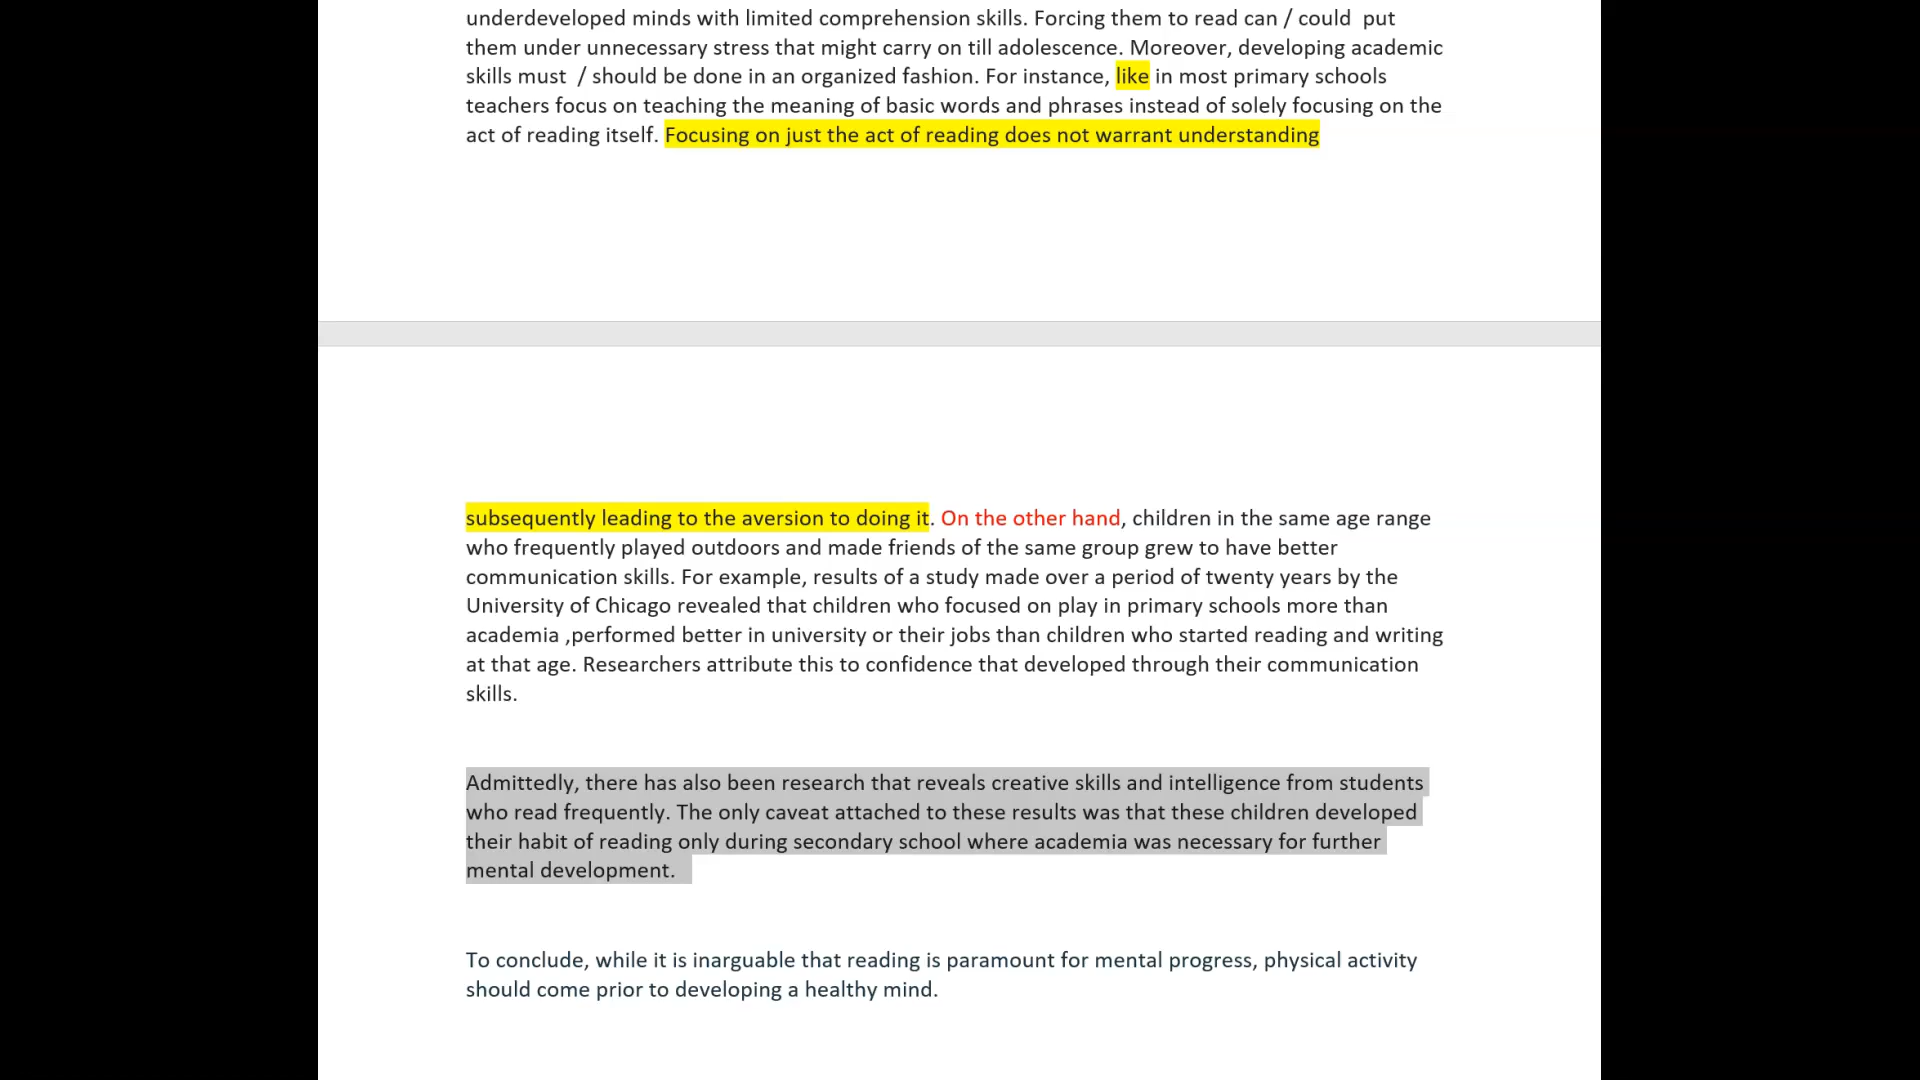 underdeveloped minds with limited comprehension skills. Forcing them to read can / could  put
them under unnecessary stress that might carry on till adolescence. Moreover, developing academic
skills must  / should be done in an organized fashion. For instance, like in most primary schools
teachers focus on teaching the meaning of basic words and phrases instead of solely focusing on the
act of reading itself. Focusing on just the act of reading does not warrant understanding
subsequently leading to the aversion to doing it. On the other hand, children in the same age range
who frequently played outdoors and made friends of the same group grew to have better
communication skills. For example, results of a study made over a period of twenty years by the
University of Chicago revealed that children who focused on play in primary schools more than
academia ,performed better in university or their jobs than children who started reading and writing
at that age. Researchers attribute this to confidence that developed through their communication
skills.
Admittedly, there has also been research that reveals creative skills and intelligence from students
who read frequently. The only caveat attached to these results was that these children developed
their habit of reading only during secondary school where academia was necessary for further
mental development.
To conclude, while it is inarguable that reading is paramount for mental progress, physical activity
should come prior to developing a healthy mind.